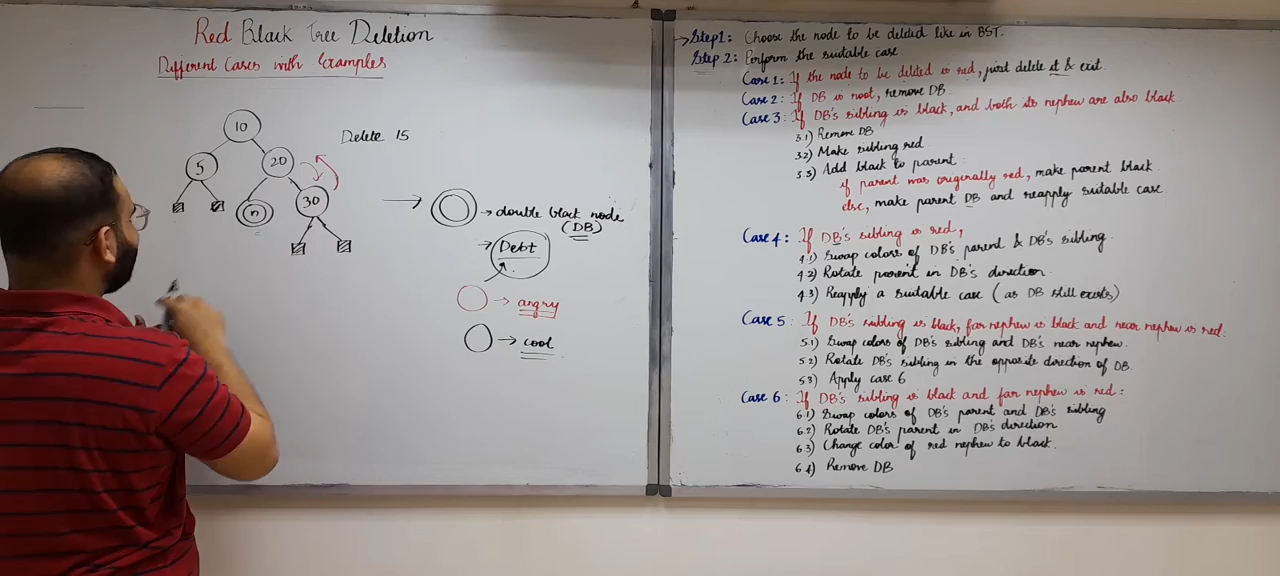 Red Black Tree Deletion
Different Cases with Examples
10
Delete 15
5
20
n
30
→ double black node
(DB)
→ Debt
→ angry
→ cool
→ Step1: Choose the node to be deleted like in BST.
Step 2: Perform the suitable case.
Case 1: If the node to be deleted is red, just delete it & exit.
Case 2: If DB is root, remove DB.
Case 3: If DB's sibling is black, and both its nephew are also black
3.1) Remove DB
3.2) Make sibling red
3.3) Add black to parent.
if parent was originally red, make parent black
else, make parent DB and reapply suitable case.
Case 4: If DB's sibling is red,
4.1) Swap colors of DB's parent & DB's sibling.
4.2) Rotate parent in DB's direction.
4.3) Reapply a suitable case (as DB still exists)
Case 5: If DB's sibling is black, far nephew is black and near nephew is red.
5.1) Swap colors of DB's sibling and DB's near nephew.
5.2) Rotate DB's sibling in the opposite direction of DB.
5.3) Apply case 6
Case 6: If DB's sibling is black and far nephew is red:
6.1) Swap colors of DB's parent and DB's sibling
6.2) Rotate DB's parent in DB's direction
6.3) Change color of red nephew to black.
6.4) Remove DB